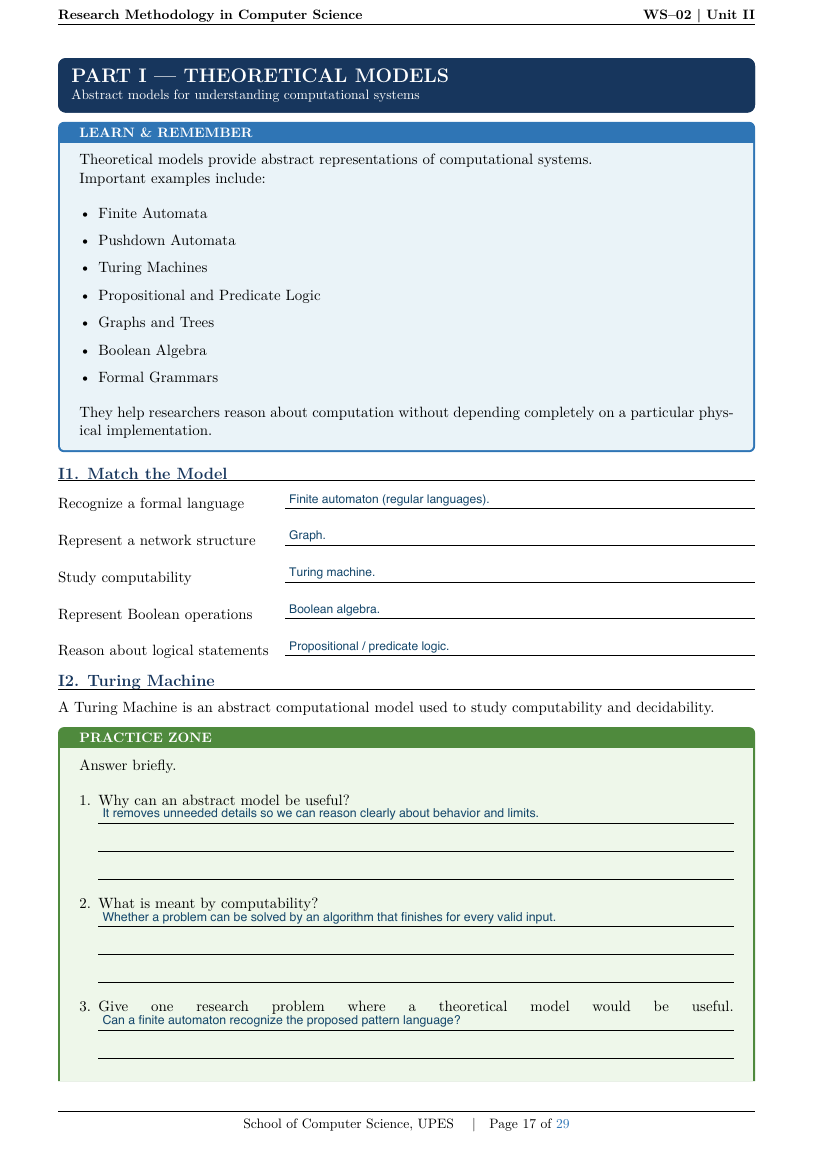 Research Methodology in Computer Science WS–02 | Unit II
PART I — THEORETICAL MODELS
Abstract models for understanding computational systems
LEARN & REMEMBER
Theoretical models provide abstract representations of computational systems.
Important examples include:
• Finite Automata
• Pushdown Automata
• Turing Machines
• Propositional and Predicate Logic
• Graphs and Trees
• Boolean Algebra
• Formal Grammars
They help researchers reason about computation without depending completely on a particular phys-
ical implementation.
I1. Match the Model
Recognize a formal language Finite automaton (regular languages).
Represent a network structure Graph.
Study computability Turing machine.
Represent Boolean operations Boolean algebra.
Reason about logical statements Propositional / predicate logic.
I2. Turing Machine
A Turing Machine is an abstract computational model used to study computability and decidability.
PRACTICE ZONE
Answer briefly.
1. Why can an abstract model be useful?
It removes unneeded details so we can reason clearly about behavior and limits.
2. What is meant by computability?
Whether a problem can be solved by an algorithm that finishes for every valid input.
3. Give one research problem where a theoretical model would be useful.
Can a finite automaton recognize the proposed pattern language?
School of Computer Science, UPES | Page 17 of 29